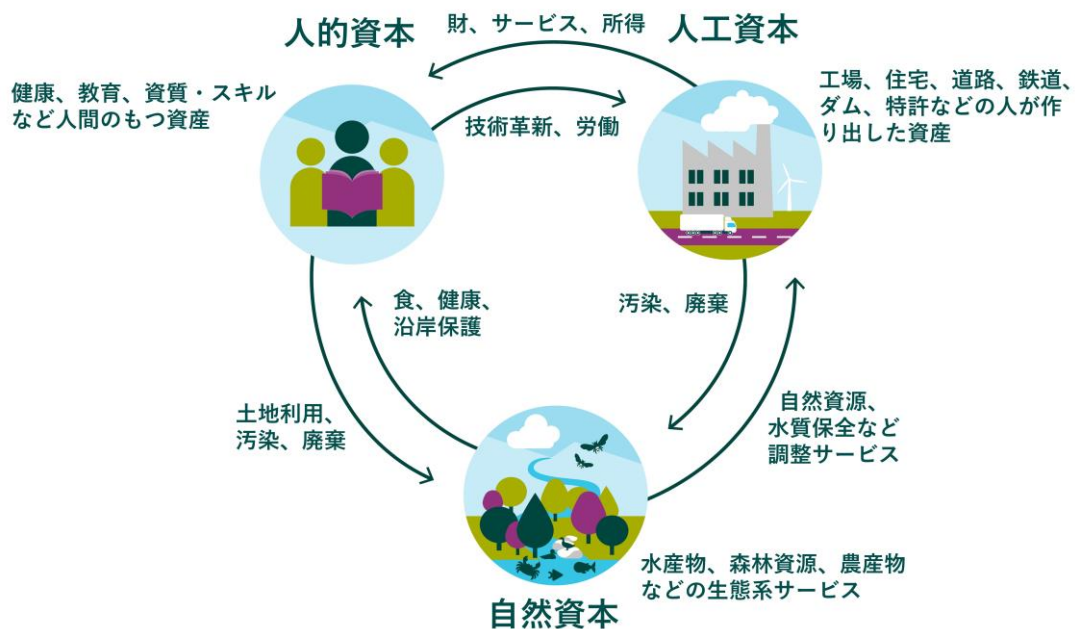 人的資本
財、サービス、所得
人工資本
健康、教育、資質・スキル
など人間のもつ資産
技術革新、労働
工場、住宅、道路、鉄道、
ダム、特許などの人が作
り出した資産
食、健康、
沿岸保護
汚染、廃棄
土地利用、
汚染、廃棄
自然資源、
水質保全など
調整サービス
水産物、森林資源、農産物
などの生態系サービス
自然資本